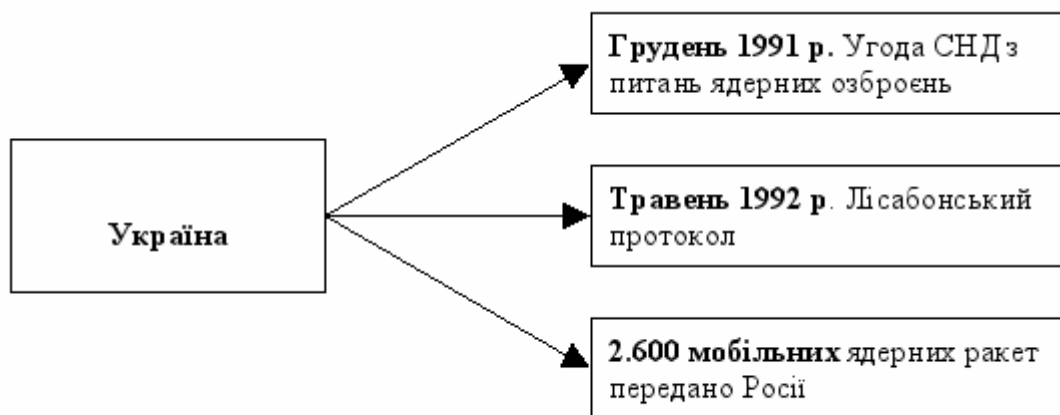 Україна
Грудень 1991 р. Угода СНД з
питань ядерних озброєнь
Травень 1992 р. Лісабонський
протокол
2.600 мобільних ядерних ракет
передано Росії